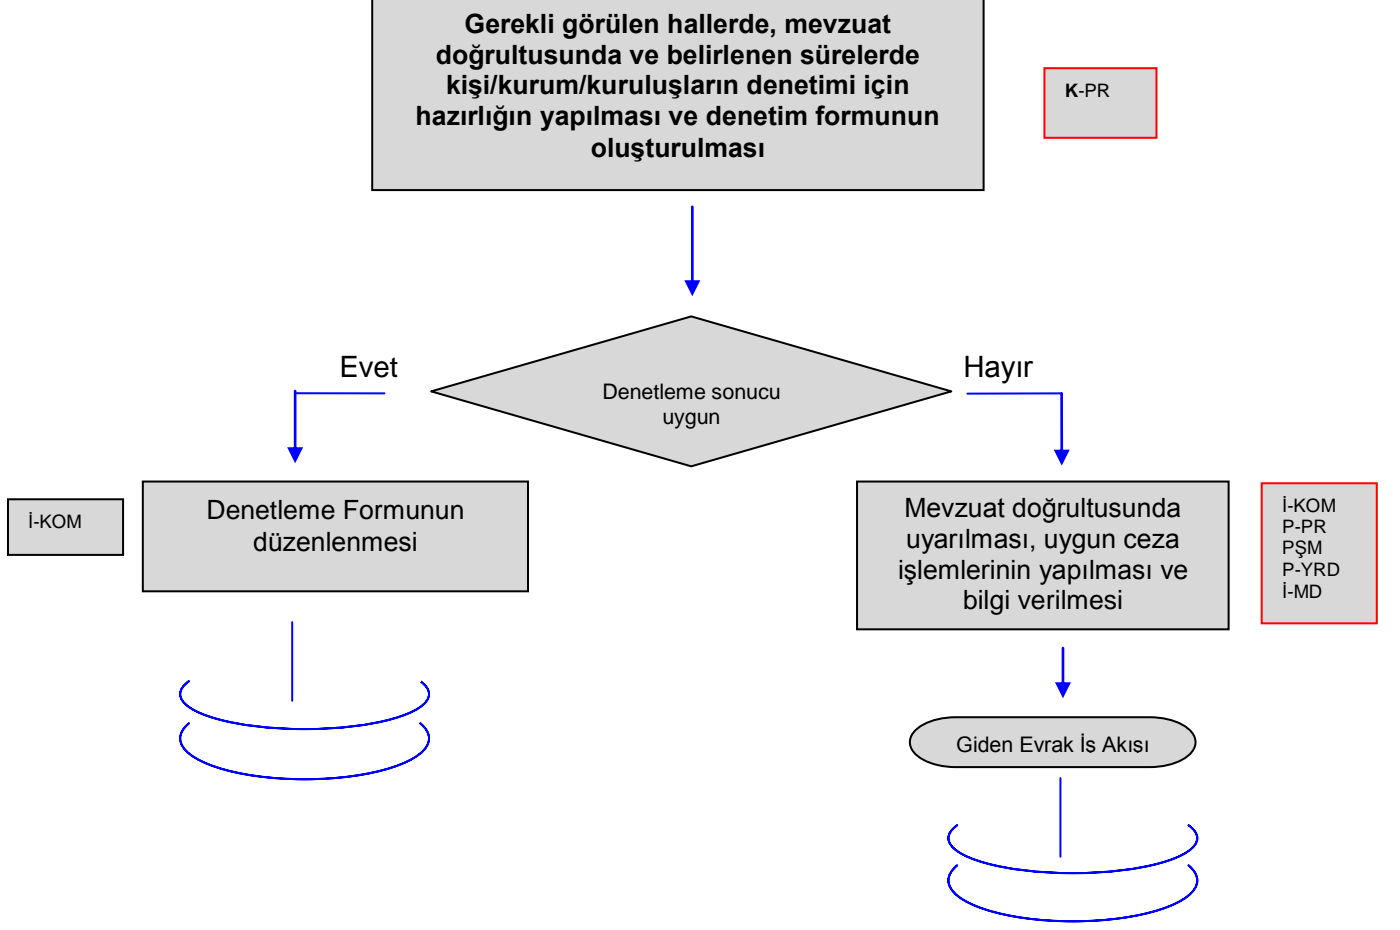 Gerekli görülen hallerde, mevzuat
doğrultusunda ve belirlenen sürelerde
kişi/kurum/kuruluşların denetimi için
hazırlığın yapılması ve denetim formunun
oluşturulması
K-PR
Evet
Hayır
Denetleme sonucu
uygun
İ-KOM
Denetleme Formunun
düzenlenmesi
Mevzuat doğrultusunda
uyarılması, uygun ceza
işlemlerinin yapılması ve
bilgi verilmesi
İ-KOM
P-PR
PŞM
P-YRD
İ-MD
Giden Evrak İs Akısı